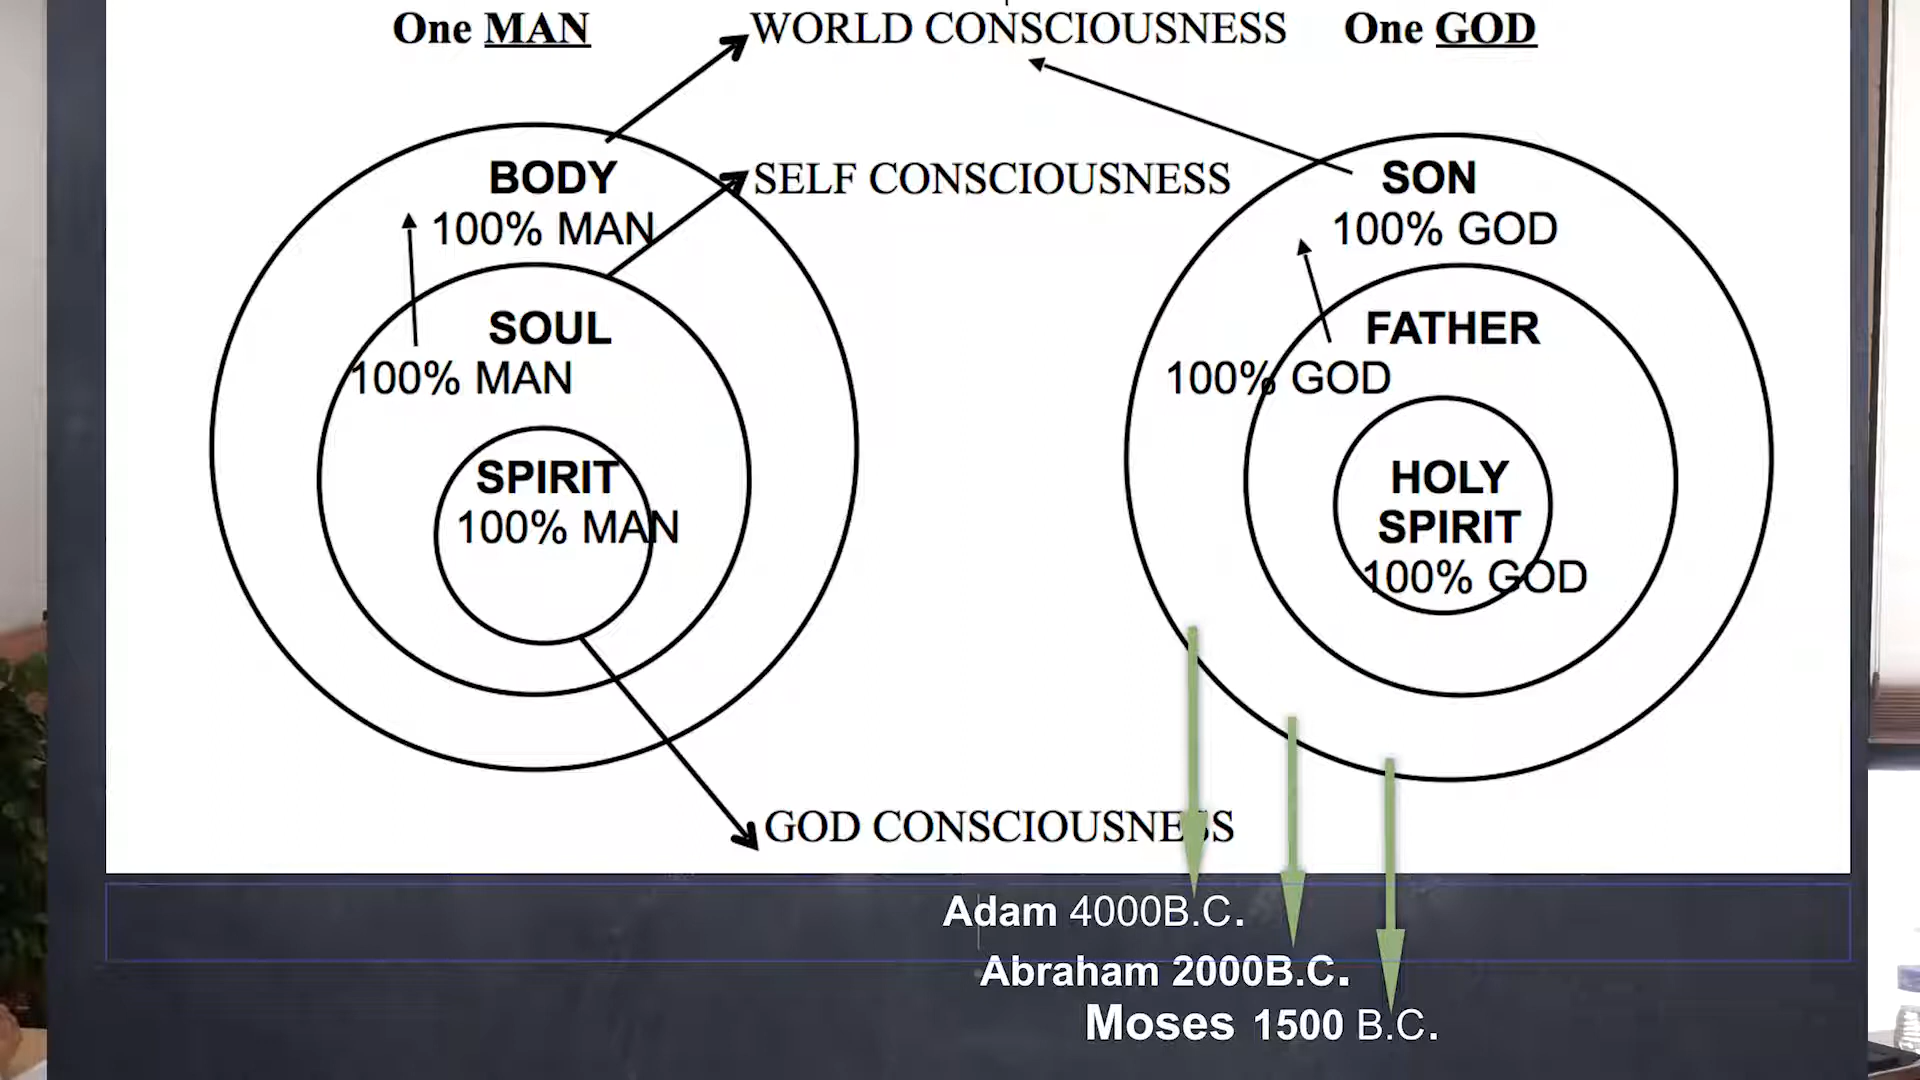 One MAN
WORLD CONSCIOUSNESS
One GOD
BODY
100% MAN
SELF CONSCIOUSNESS
SON
100% GOD
SOUL
100% MAN
FATHER
100% GOD
SPIRIT
100% MAN
HOLY
SPIRIT
100% GOD
GOD CONSCIOUSNESS
Adam 4000B.C.
Abraham 2000B.C.
Moses 1500 B.C.